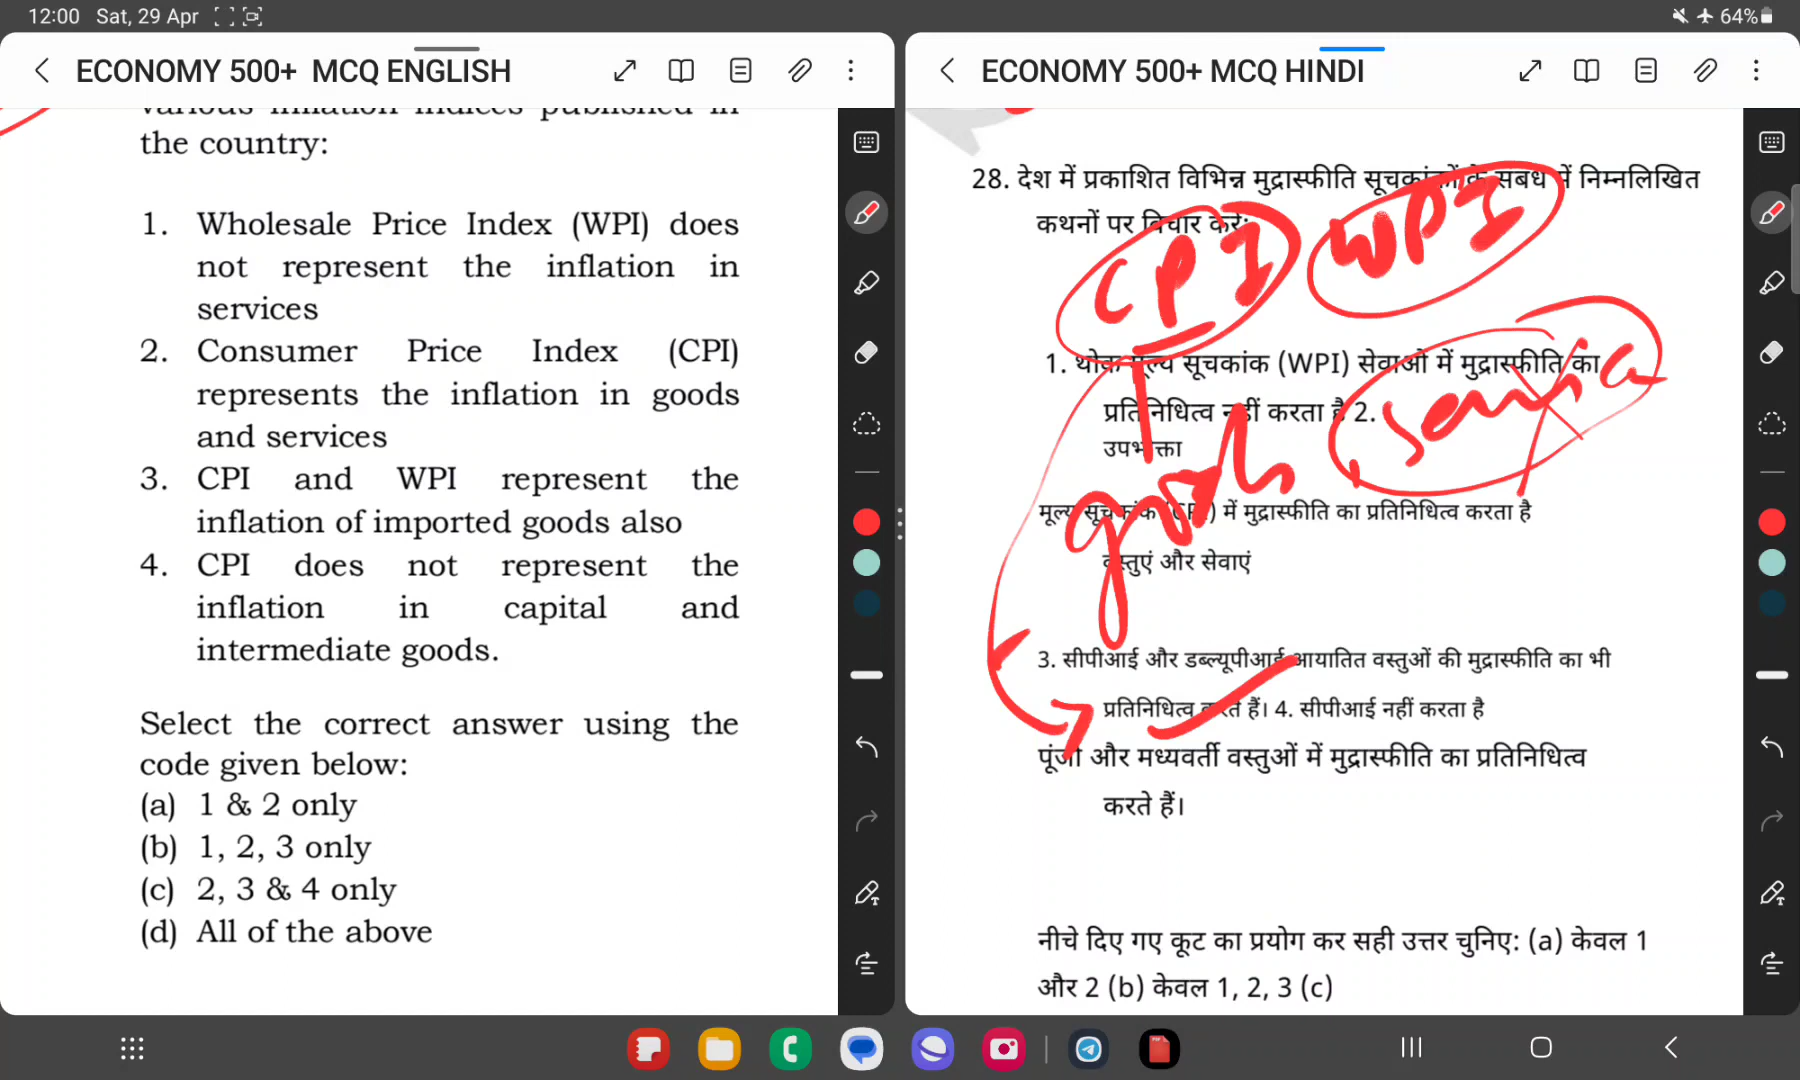 12:00 Sat, 29 Apr
64%
ECONOMY 500+ MCQ ENGLISH
various inflation indices published in
the country:
1. Wholesale Price Index (WPI) does
not represent the inflation in
services
2. Consumer Price Index (CPI)
represents the inflation in goods
and services
3. CPI and WPI represent the
inflation of imported goods also
4. CPI does not represent the
inflation in capital and
intermediate goods.
Select the correct answer using the
code given below:
(a) 1 & 2 only
(b) 1, 2, 3 only
(c) 2, 3 & 4 only
(d) All of the above
ECONOMY 500+ MCQ HINDI
28. देश में प्रकाशित विभिन्न मुद्रास्फीति सूचकांकों के संबंध में निम्नलिखित
कथनों पर विचार करें:
CPI WPI
1. थोक मूल्य सूचकांक (WPI) सेवाओं में मुद्रास्फीति का
प्रतिनिधित्व नहीं करता है 2.
उपभोक्ता
goods
मूल्य सूचकांक (CPI) में मुद्रास्फीति का प्रतिनिधित्व करता है
वस्तुएं और सेवाएं
3. सीपीआई और डब्ल्यूपीआई आयातित वस्तुओं की मुद्रास्फीति का भी
प्रतिनिधित्व करते हैं। 4. सीपीआई नहीं करता है
पूंजी और मध्यवर्ती वस्तुओं में मुद्रास्फीति का प्रतिनिधित्व
करते हैं।
नीचे दिए गए कूट का प्रयोग कर सही उत्तर चुनिए: (a) केवल 1
और 2 (b) केवल 1, 2, 3 (c)